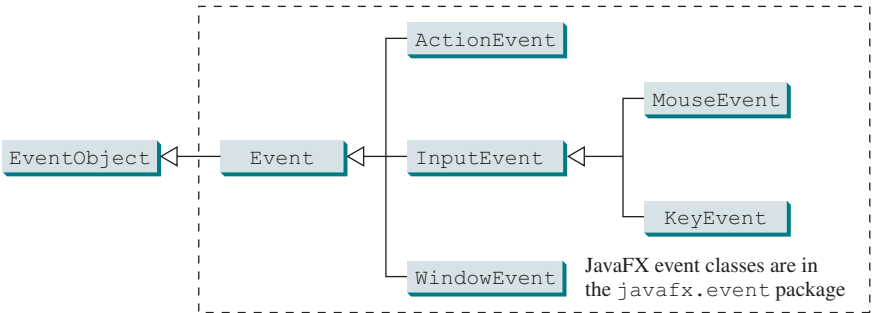 ActionEvent
MouseEvent
EventObject
Event
InputEvent
KeyEvent
WindowEvent
JavaFX event classes are in
the javafx.event package